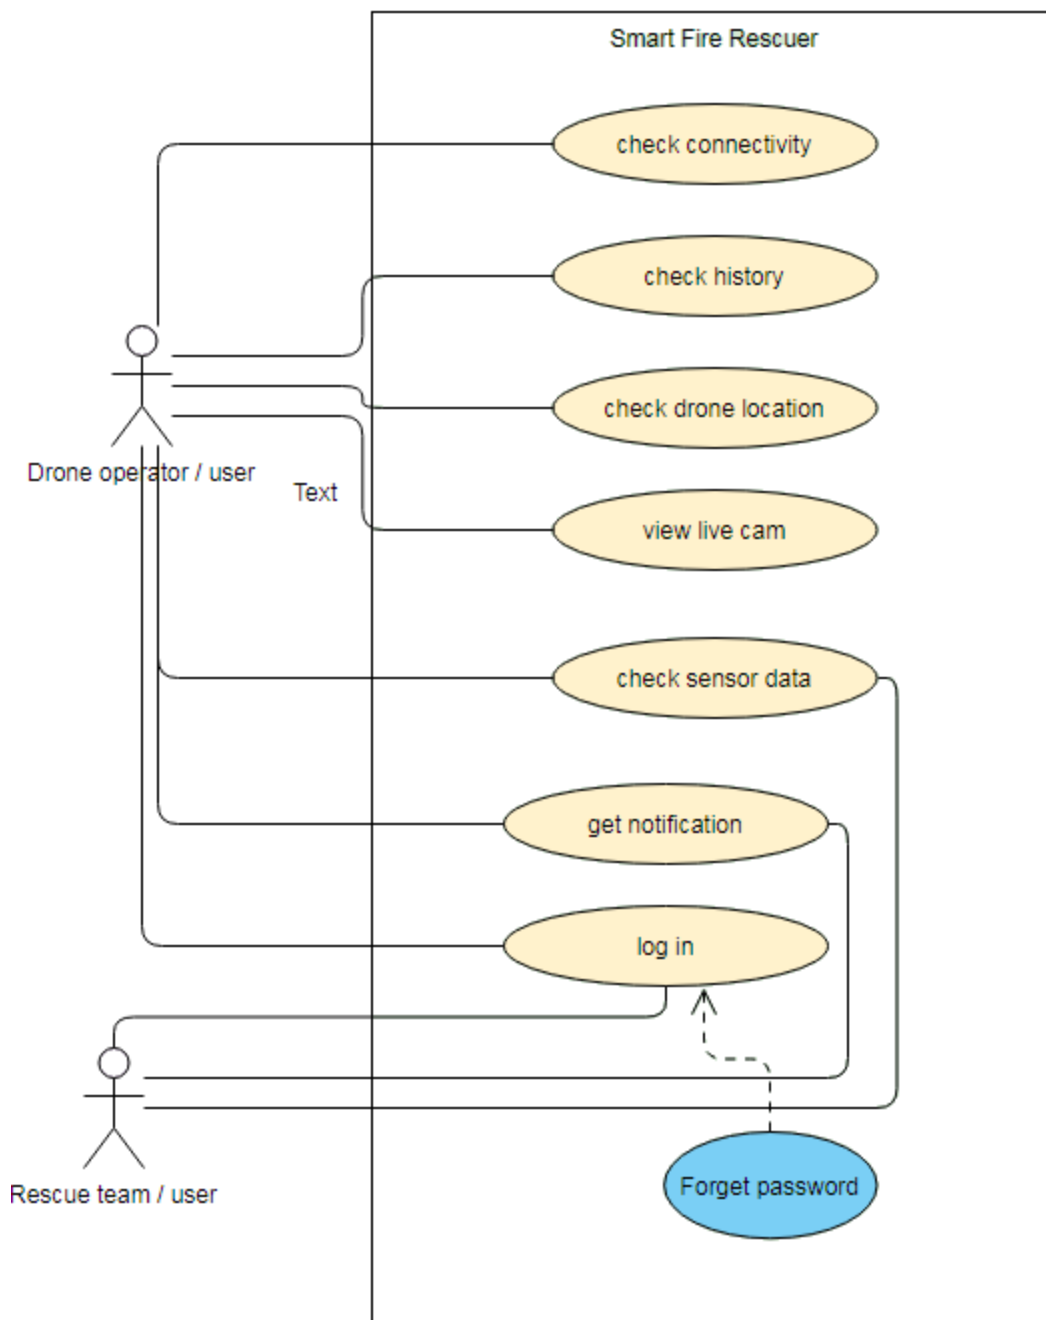 Smart Fire Rescuer
check connectivity
check history
check drone location
Drone operator / user
Text
view live cam
check sensor data
get notification
log in
Forget password
Rescue team / user